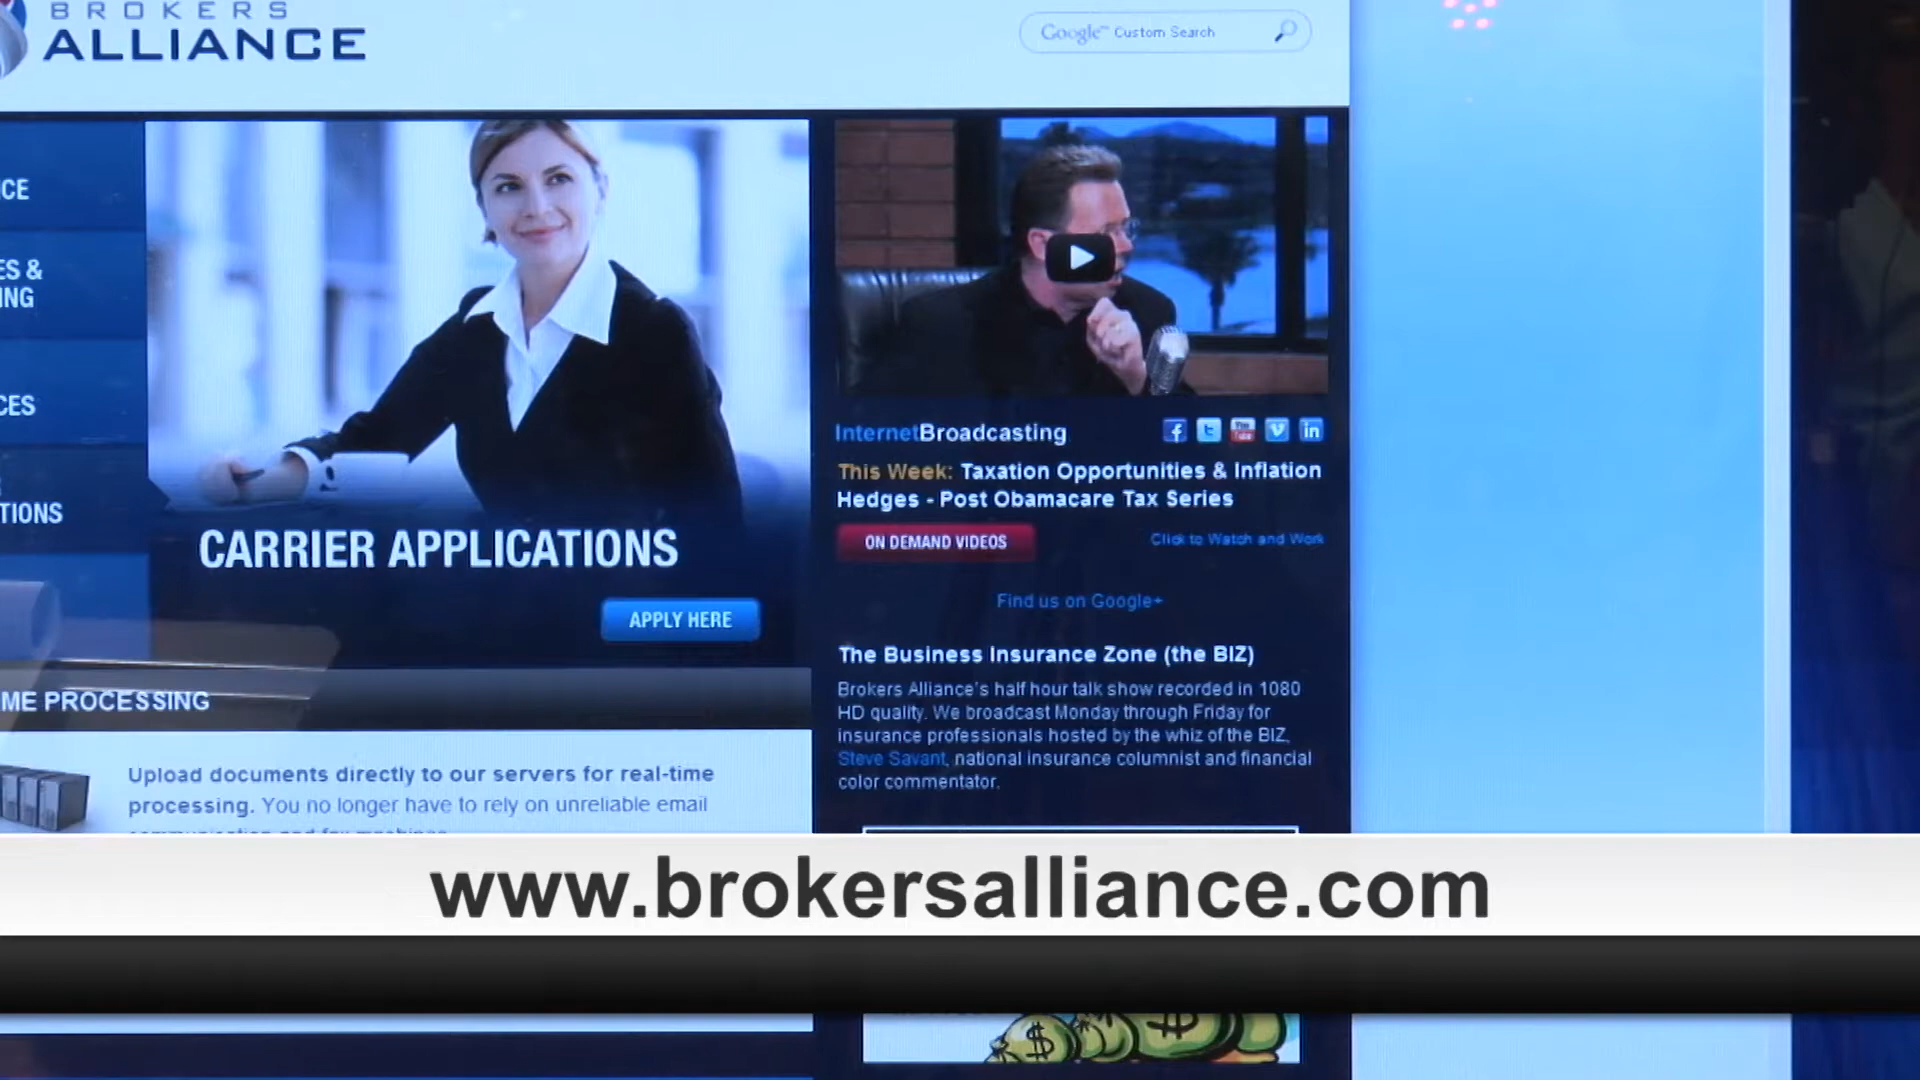 BROKERS
ALLIANCE
Google™ Custom Search
CE
ES &
ING
CES
TIONS
CARRIER APPLICATIONS
APPLY HERE
ME PROCESSING
Upload documents directly to our servers for real-time
processing. You no longer have to rely on unreliable email
InternetBroadcasting
This Week: Taxation Opportunities & Inflation
Hedges - Post Obamacare Tax Series
ON DEMAND VIDEOS
Click to Watch and Work
Find us on Google+
The Business Insurance Zone (the BIZ)
Brokers Alliance's half hour talk show recorded in 1080
HD quality. We broadcast Monday through Friday for
insurance professionals hosted by the whiz of the BIZ,
Steve Savant, national insurance columnist and financial
color commentator.
www.brokersalliance.com